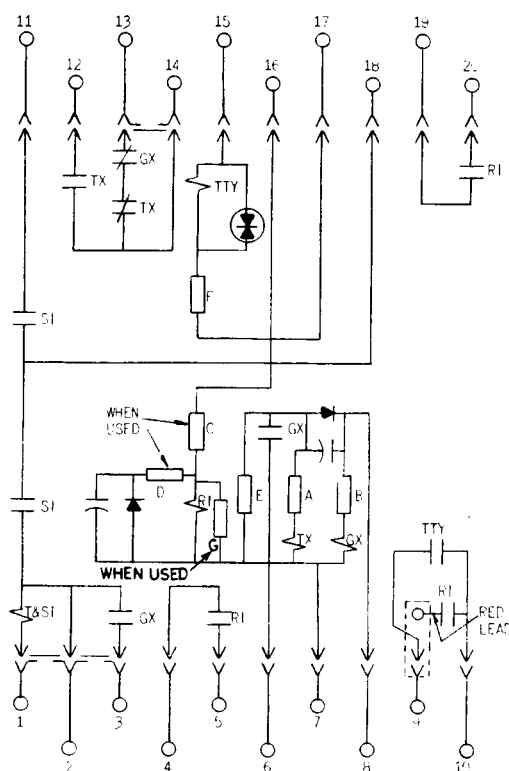 11 13 15 17 19
12 14 16 18 20
GX
TX
TX
TTY
RI
F
SI
WHEN
USED
C
D
RI
G
E
GX
A
B
TX
GX
SI
WHEN USED
TTY
T&SI
GX
RI
RI
RED
LEAD
1 3 5 7 9
2 4 6 8 10